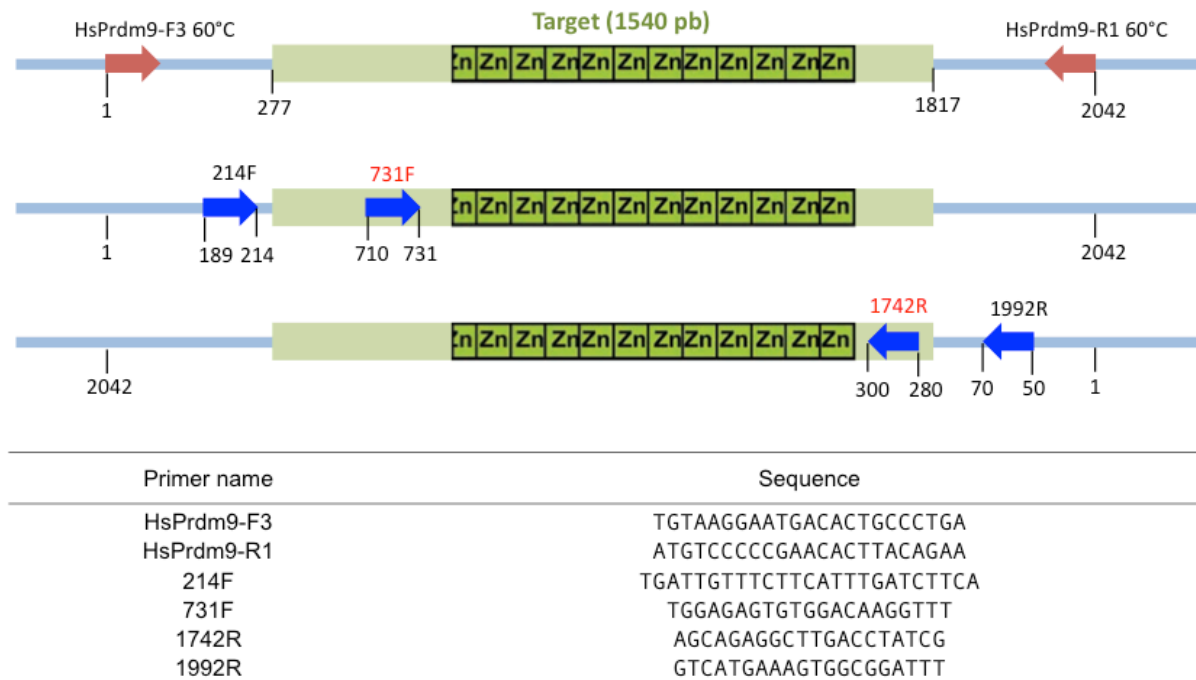 Target (1540 pb)
HsPrdm9-F3 60°C
HsPrdm9-R1 60°C
Zn Zn Zn Zn Zn Zn Zn Zn Zn Zn Zn Zn
1
277
1817
2042
214F
731F
Zn Zn Zn Zn Zn Zn Zn Zn Zn Zn Zn Zn
1
189
214
710
731
2042
1742R
1992R
Zn Zn Zn Zn Zn Zn Zn Zn Zn Zn Zn Zn
2042
300
280
70
50
1
Primer name Sequence
HsPrdm9-F3 TGTAAGGAATGACACTGCCCTGA
HsPrdm9-R1 ATGTCCCCCGAACACTTACAGAA
214F TGATTGTTTCTTCATTTGATCTTCA
731F TGGAGAGTGTGGACAAGGTTT
1742R AGCAGAGGCTTGACCTATCG
1992R GTCATGAAAGTGGCGGATTT